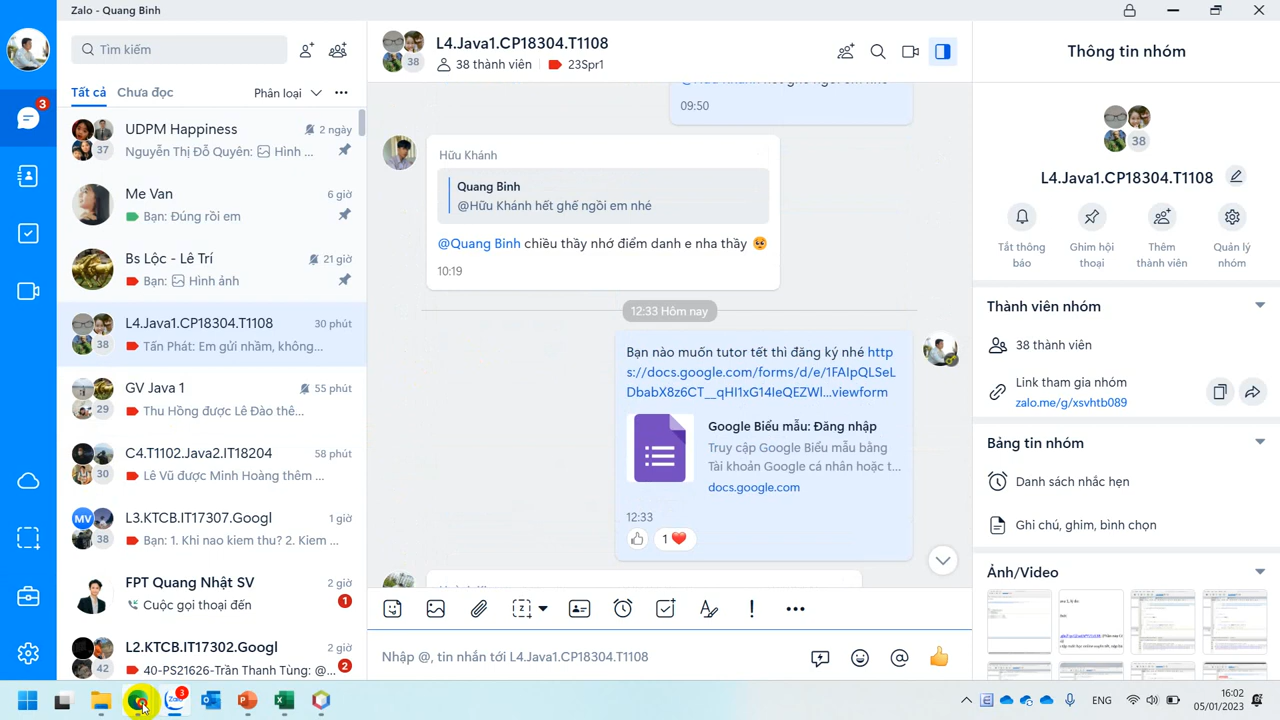 Zalo - Quang Binh
Tìm kiếm
Tất cả
Chưa đọc
Phân loại
UDPM Happiness
2 ngày
37
Nguyễn Thị Đỗ Quyên: Hình ...
Me Van
6 giờ
Bạn: Đúng rồi em
Bs Lộc - Lê Trí
21 giờ
Bạn: Hình ảnh
L4.Java1.CP18304.T1108
30 phút
38
Tấn Phát: Em gửi nhầm, không...
GV Java 1
55 phút
29
Thu Hồng được Lê Đào thê...
C4.T1102.Java2.IT18204
58 phút
30
Lê Vũ được Minh Hoàng thêm ...
L3.KTCB.IT17307.Googl
1 giờ
MV
38
Bạn: 1. Khi nao kiem thu? 2. Kiem ...
FPT Quang Nhật SV
2 giờ
Cuộc gọi thoại đến
1
L2.KTCB.IT17302.Googl
2 giờ
42
40-PS21626-Trần Thanh Tùng: @...
2
3
38
L4.Java1.CP18304.T1108
38 thành viên
23Spr1
09:50
Hữu Khánh
Quang Binh
@Hữu Khánh hết ghế ngồi em nhé
@Quang Binh chiều thầy nhớ điểm danh e nha thầy
10:19
12:33 Hôm nay
Bạn nào muốn tutor tết thì đăng ký nhé http
s://docs.google.com/forms/d/e/1FAIpQLSeL
DbabX8z6CT__qHI1xG14IeQEZWl...viewform
Google Biểu mẫu: Đăng nhập
Truy cập Google Biểu mẫu bằng
Tài khoản Google cá nhân hoặc t...
docs.google.com
12:33
1
Nhập @, tin nhắn tới L4.Java1.CP18304.T1108
Thông tin nhóm
38
L4.Java1.CP18304.T1108
Tắt thông
báo
Ghim hội
thoại
Thêm
thành viên
Quản lý
nhóm
Thành viên nhóm
38 thành viên
Link tham gia nhóm
zalo.me/g/xsvhtb089
Bảng tin nhóm
Danh sách nhắc hẹn
Ghi chú, ghim, bình chọn
Ảnh/Video
Zalo
3
ENG
16:02
05/01/2023